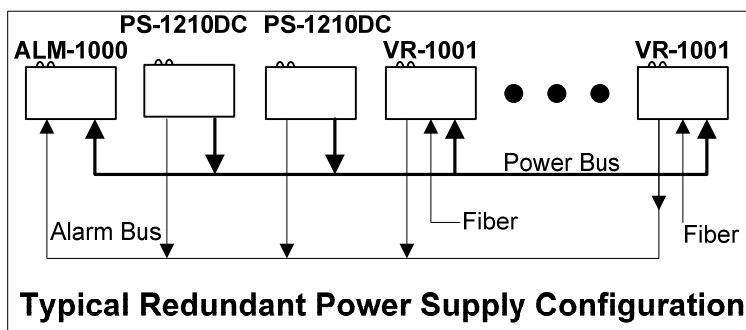 PS-1210DC PS-1210DC
ALM-1000 VR-1001 VR-1001
Power Bus
Alarm Bus Fiber Fiber
Typical Redundant Power Supply Configuration